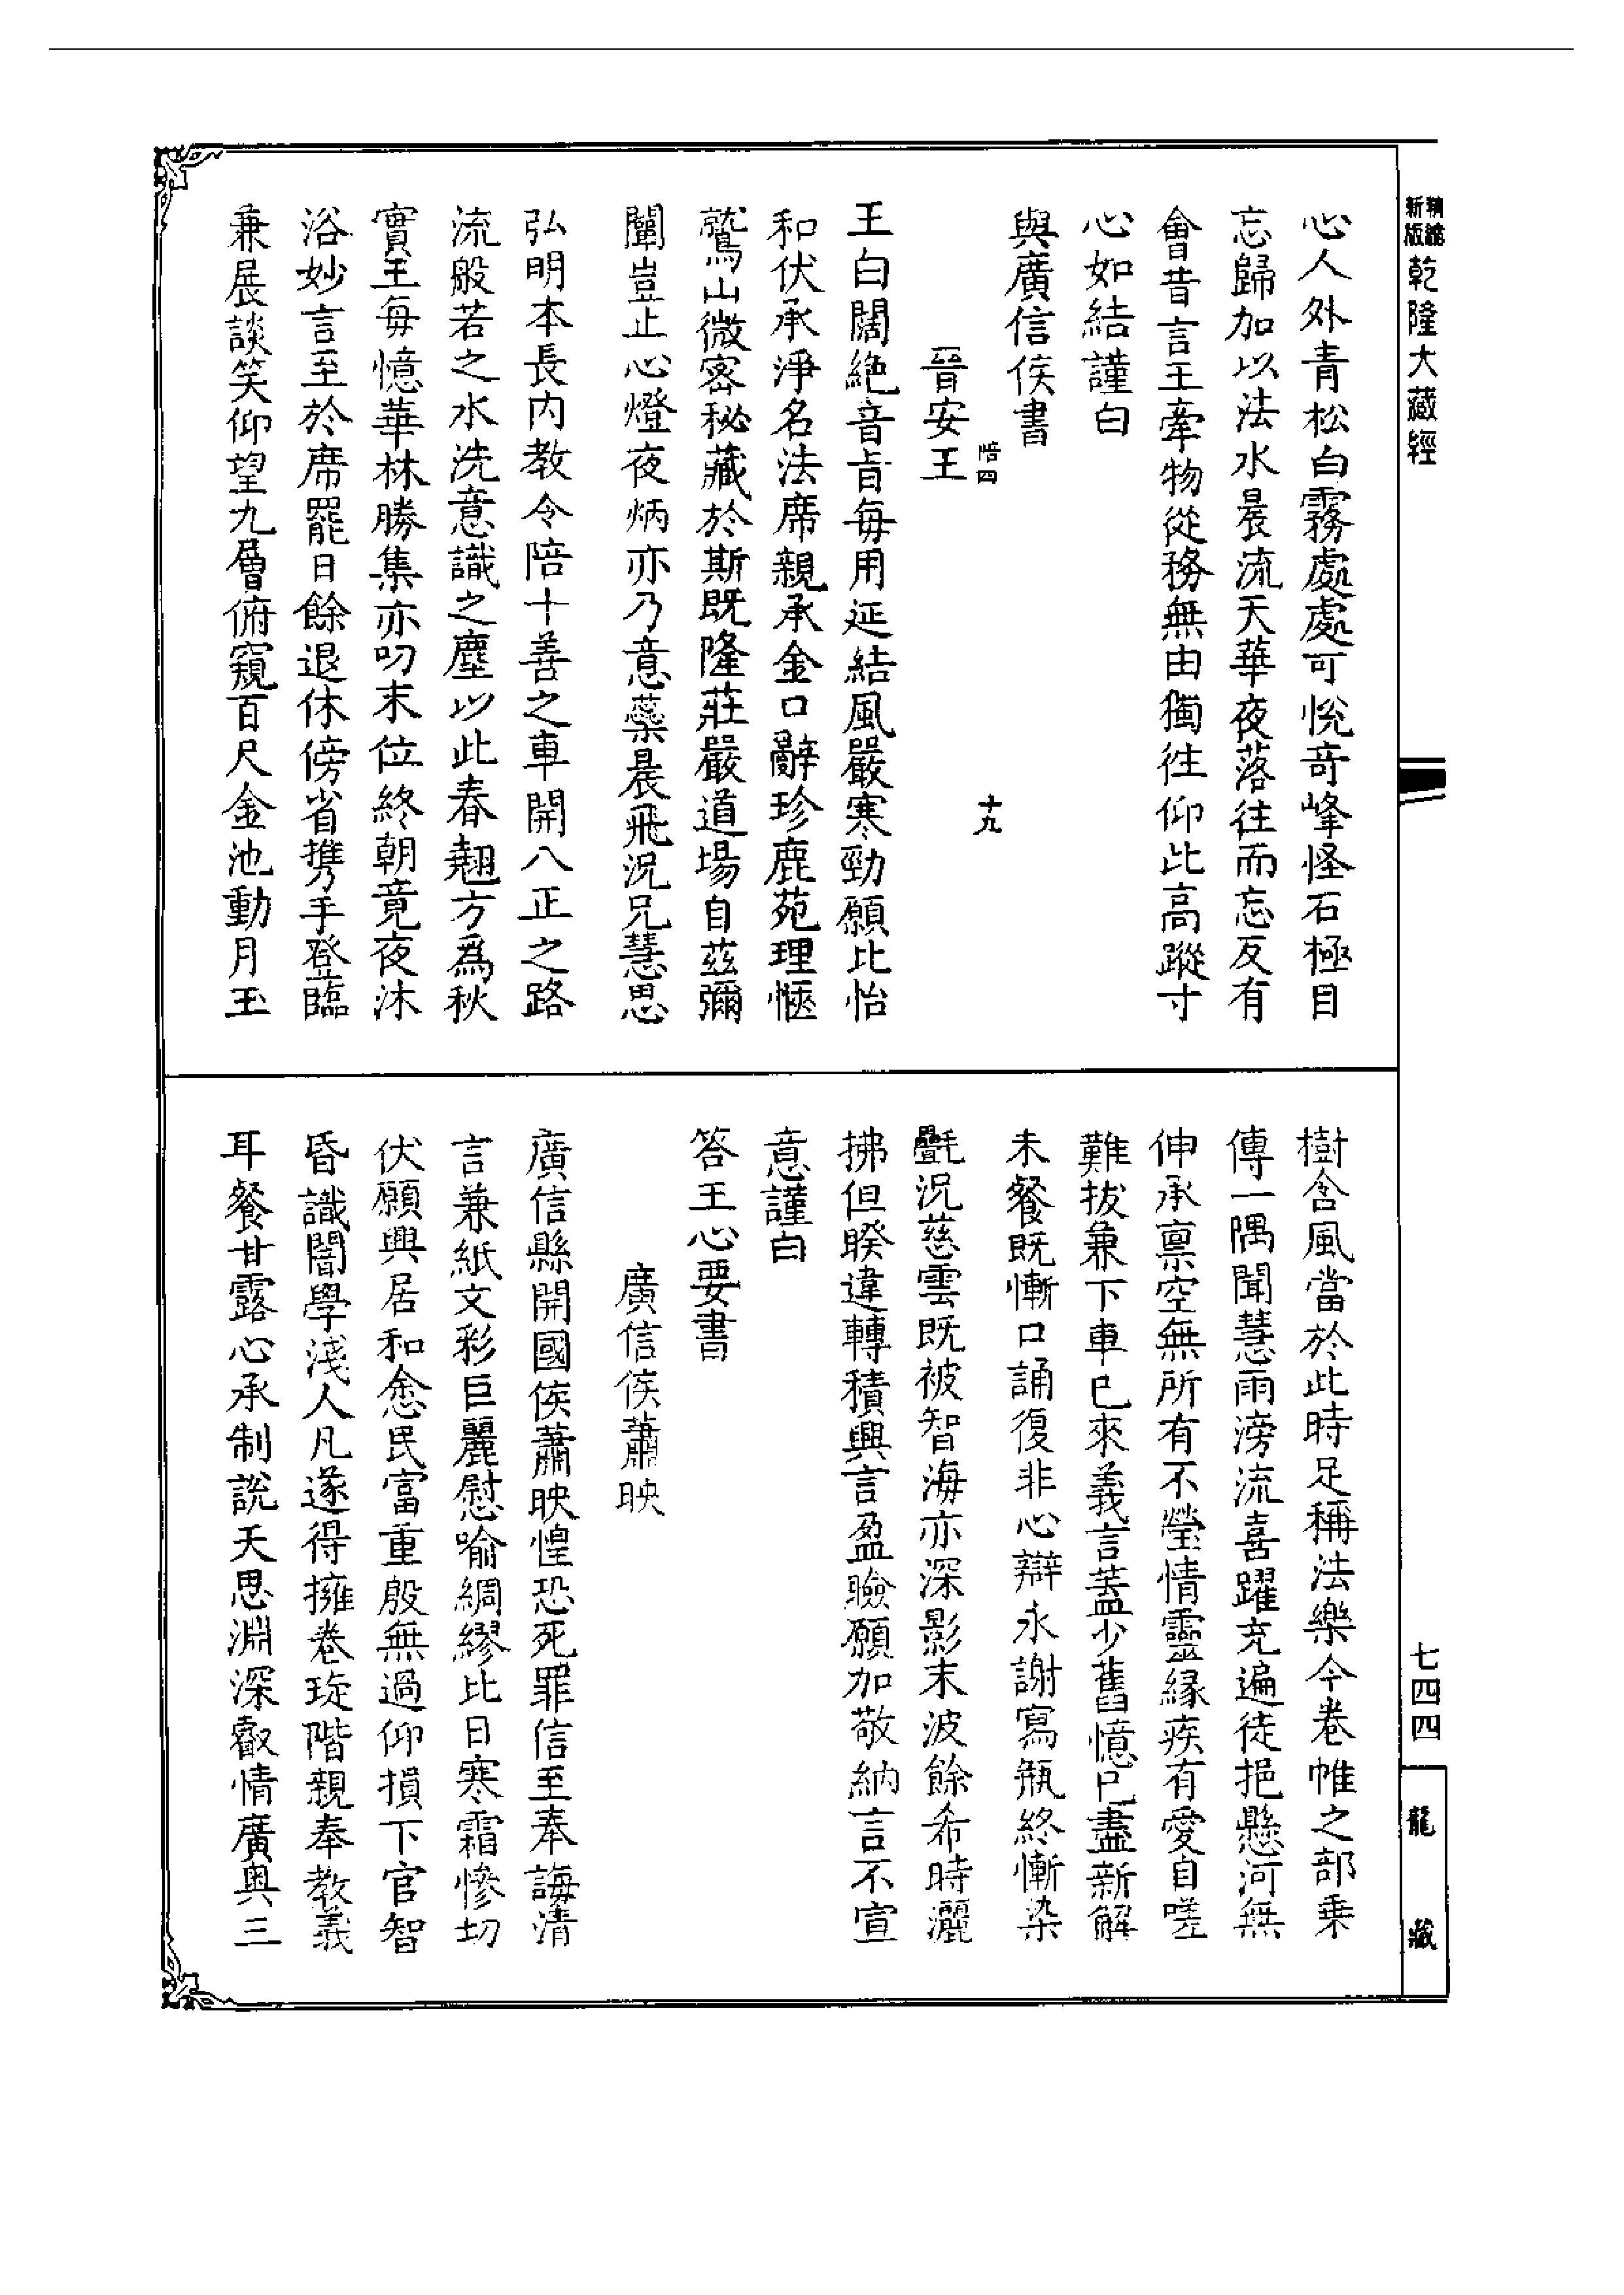 精縮新版乾隆大藏經
心人外青松白霧處處可悅竒峰怪石極目
忘歸加以法水晨流天華夜落往而忘反有
會昔言王牽物從務無由獨往仰比高蹤寸
心如結謹白
與廣信侯書
陪四 十九
晉安王
王白闊絶音旨每用延結風嚴寒勁願比怡
和伏承淨名法席親承金口辭珍鹿苑理愜
鷲山微密秘藏於斯既隆莊嚴道場自茲彌
闡豈止心燈夜炳亦乃意蘂晨飛況兄慧思
弘明本長内教令陪十善之車開八正之路
流般若之水洗意識之塵以此春翹方爲秋
實王每憶華林勝集亦叨末位終朝竟夜沐
浴妙言至於席罷日餘退休傍省攜手登臨
兼展談笑仰望九層俯窺百尺金池動月玉
樹含風當於此時足稱法樂今卷帷之部乗
傳一隅聞慧雨滂流喜躍充遍徒挹懸河無
伸承禀空無所有不瑩情靈緣疾有愛自嗟
難拔兼下車已來義言蓋少舊憶已盡新解
未餐既慚口誦復非心辯永謝寫瓶終慚染
㲲況慈雲既被智海亦深影末波餘希時灑
拂但睽違轉積興言盈瞼願加敬納言不宣
意謹白
答王心要書
廣信侯蕭映
廣信縣開國侯蕭映惶恐死罪信至奉誨清
言兼紙文彩巨麗慰喻綢繆比日寒霜慘切
伏願興居和悆民富重殷無過仰損下官智
昏識闇學淺人凡遂得擁卷琁階親奉教義
耳餐甘露心承制説天思淵深叡情廣奥三
七四四
龍藏